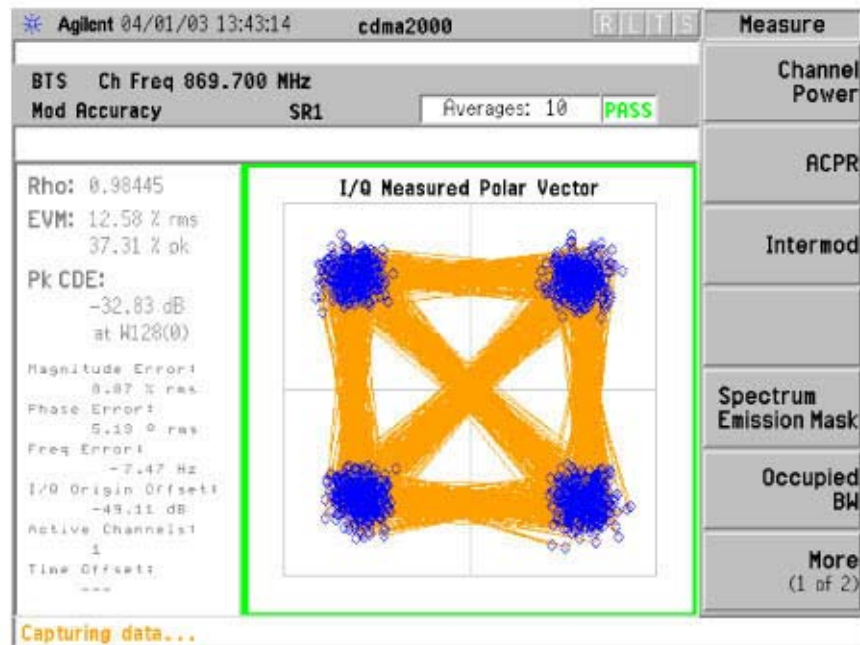 Agilent 04/01/03 13:43:14 cdma2000 R L T S Measure
BTS Ch Freq 869.700 MHz
Mod Accuracy SR1 Averages: 10 PASS
Rho: 0.98445
EVM: 12.58 % rms
37.31 % pk
Pk CDE:
-32.83 dB
at W128(0)
Magnitude Error:
8.87 % rms
Phase Error:
5.19 º rms
Freq Error:
-7.47 Hz
I/Q Origin Offset:
-49.11 dB
Active Channels:
1
Time Offset:
---
I/Q Measured Polar Vector
Channel
Power
ACPR
Intermod
Spectrum
Emission Mask
Occupied
BW
More
(1 of 2)
Capturing data...